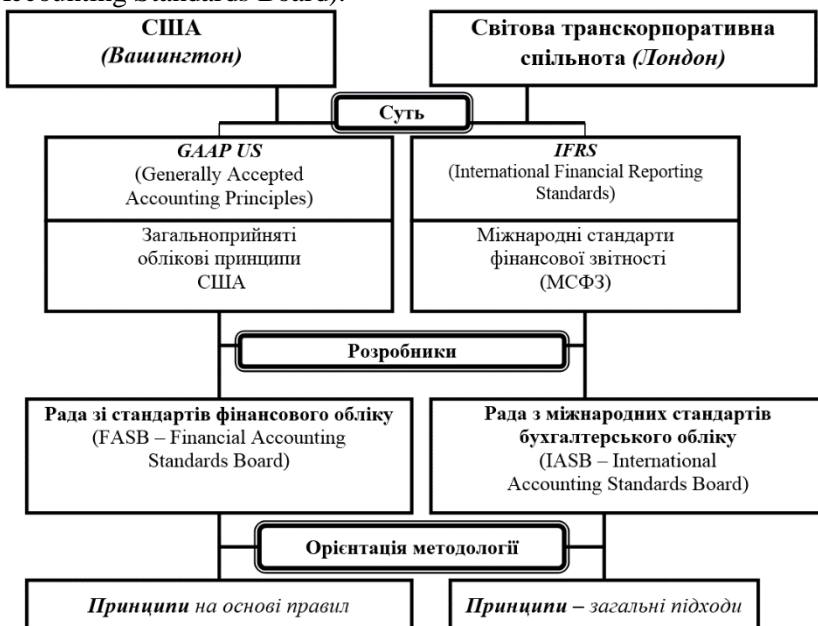 Accounting Standards Board).
США
(Вашингтон)
Світова транскорпоративна
спільнота (Лондон)
Суть
GAAP US
(Generally Accepted
Accounting Principles)
IFRS
(International Financial Reporting
Standards)
Загальноприйняті
облікові принципи
США
Міжнародні стандарти
фінансової звітності
(МСФЗ)
Розробники
Рада зі стандартів фінансового обліку
(FASB – Financial Accounting
Standards Board)
Рада з міжнародних стандартів
бухгалтерського обліку
(IASB – International
Accounting Standards Board)
Орієнтація методології
Принципи на основі правил
Принципи – загальні підходи